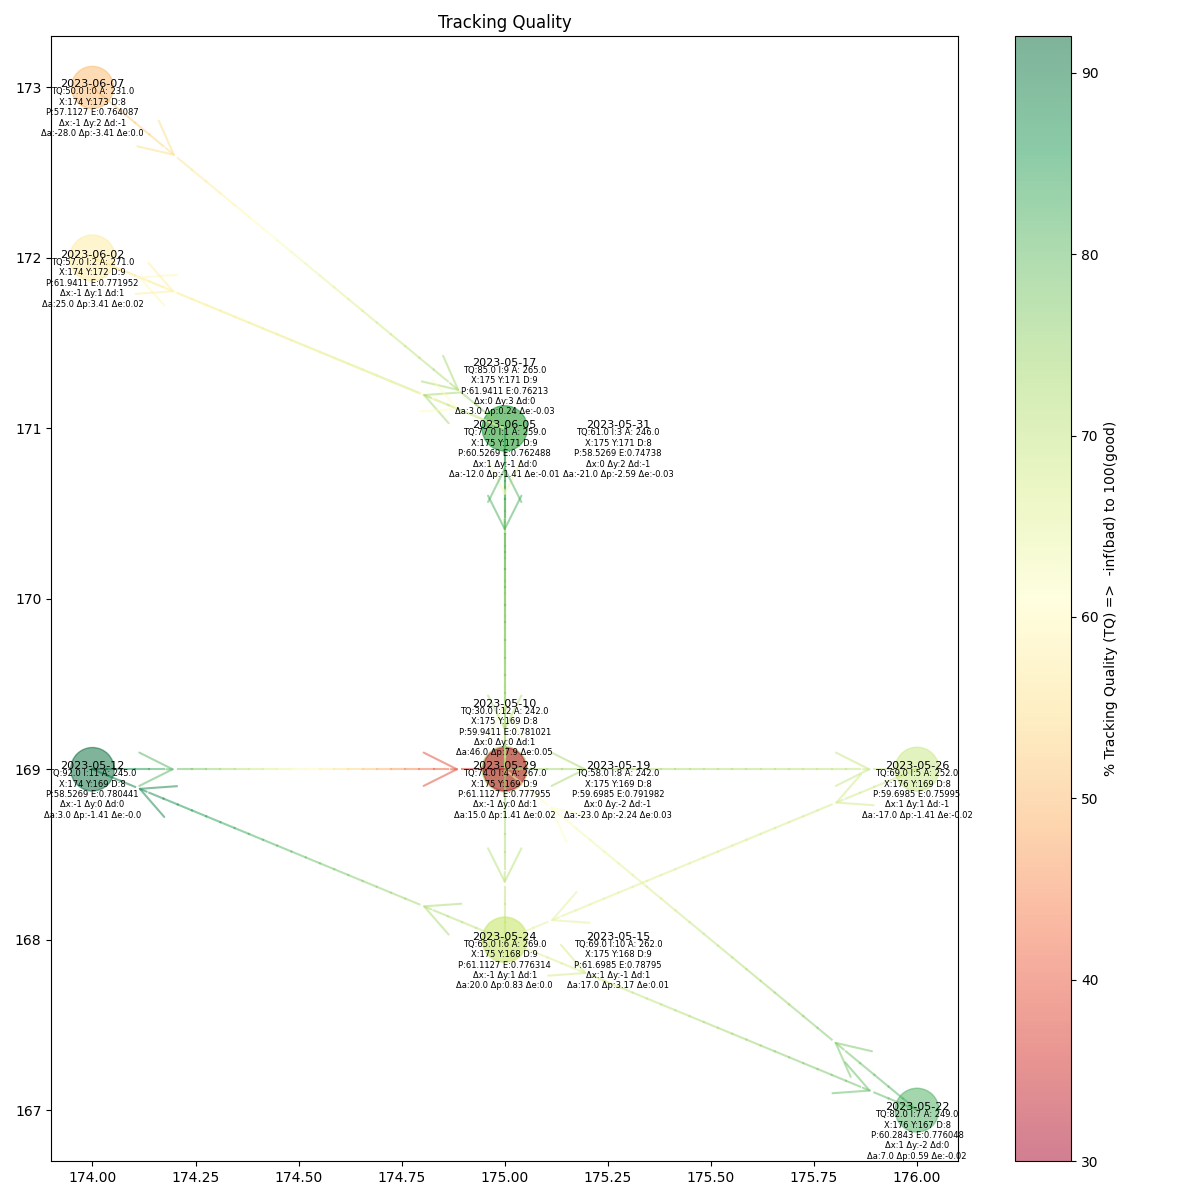 Tracking Quality
2023-06-07
TQ:50.0 I:0 A: 231.0
X:174 Y:173 D:8
P:57.1127 E:0.764087
Δx:-1 Δy:2 Δd:-1
Δa:-28.0 Δp:-3.41 Δe:0.0
2023-06-02
TQ:57.0 I:2 A: 271.0
X:174 Y:172 D:9
P:61.9411 E:0.771952
Δx:-1 Δy:1 Δd:1
Δa:25.0 Δp:3.41 Δe:0.02
2023-05-17
TQ:85.0 I:9 A: 265.0
X:175 Y:171 D:9
P:61.9411 E:0.76213
Δx:0 Δy:3 Δd:0
Δa:3.0 Δp:0.24 Δe:-0.03
2023-06-05
TQ:77.0 I:1 A: 259.0
X:175 Y:171 D:9
P:60.5269 E:0.762488
Δx:1 Δy:-1 Δd:0
Δa:-12.0 Δp:-1.41 Δe:-0.01
2023-05-31
TQ:61.0 I:3 A: 246.0
X:175 Y:171 D:8
P:58.5269 E:0.74738
Δx:0 Δy:2 Δd:-1
Δa:-21.0 Δp:-2.59 Δe:-0.03
2023-05-10
TQ:30.0 I:12 A: 242.0
X:175 Y:169 D:8
P:59.9411 E:0.781021
Δx:0 Δy:0 Δd:1
Δa:46.0 Δp:7.9 Δe:0.05
2023-05-12
TQ:92.0 I:11 A: 245.0
X:174 Y:169 D:8
P:58.5269 E:0.780441
Δx:-1 Δy:0 Δd:0
Δa:3.0 Δp:-1.41 Δe:-0.0
2023-05-29
TQ:74.0 I:4 A: 267.0
X:175 Y:169 D:9
P:61.1127 E:0.777955
Δx:-1 Δy:0 Δd:1
Δa:15.0 Δp:1.41 Δe:0.02
2023-05-19
TQ:58.0 I:8 A: 242.0
X:175 Y:169 D:8
P:59.6985 E:0.791982
Δx:0 Δy:-2 Δd:-1
Δa:-23.0 Δp:-2.24 Δe:0.03
2023-05-26
TQ:69.0 I:5 A: 252.0
X:176 Y:169 D:8
P:59.6985 E:0.75995
Δx:1 Δy:1 Δd:-1
Δa:-17.0 Δp:-1.41 Δe:-0.02
2023-05-24
TQ:65.0 I:6 A: 269.0
X:175 Y:168 D:9
P:61.1127 E:0.776314
Δx:-1 Δy:1 Δd:1
Δa:20.0 Δp:0.83 Δe:0.0
2023-05-15
TQ:69.0 I:10 A: 262.0
X:175 Y:168 D:9
P:61.6985 E:0.78795
Δx:1 Δy:-1 Δd:1
Δa:17.0 Δp:3.17 Δe:0.01
2023-05-22
TQ:82.0 I:7 A: 249.0
X:176 Y:167 D:8
P:60.2843 E:0.776048
Δx:1 Δy:-2 Δd:0
Δa:7.0 Δp:0.59 Δe:-0.02
173
172
171
170
169
168
167
174.00 174.25 174.50 174.75 175.00 175.25 175.50 175.75 176.00
90
80
70
60
50
40
30
% Tracking Quality (TQ) => -inf(bad) to 100(good)